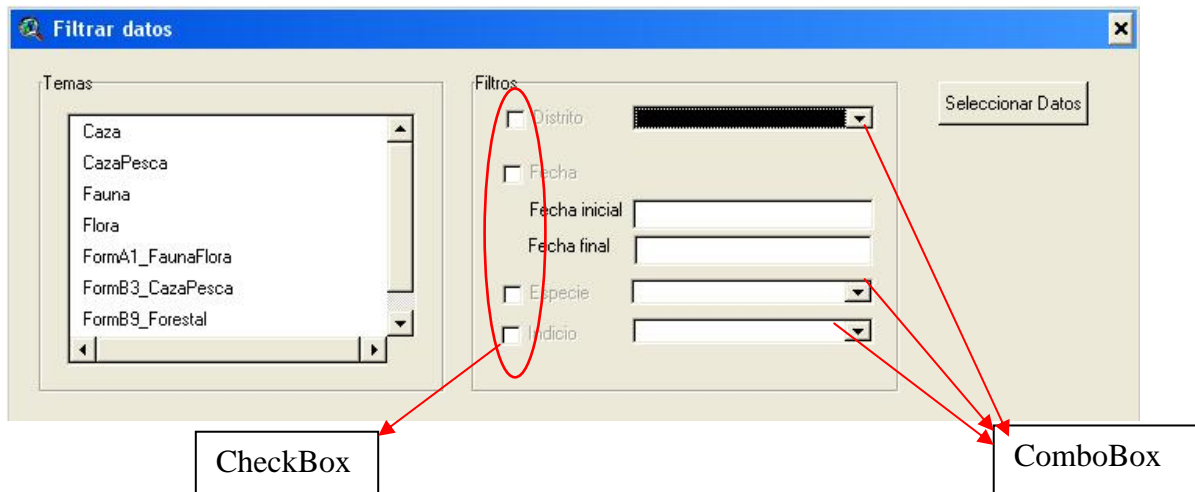 Filtrar datos
Temas
Caza
CazaPesca
Fauna
Flora
FormA1_FaunaFlora
FormB3_CazaPesca
FormB9_Forestal
Filtros
Distrito
Fecha
Fecha inicial
Fecha final
Especie
Indicio
Seleccionar Datos
CheckBox
ComboBox